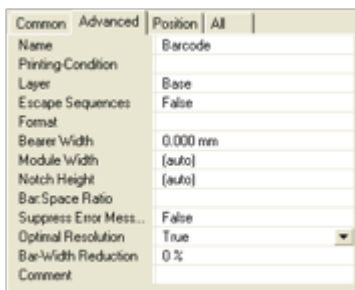 Common Advanced Position All
Name Barcode
Printing-Condition
Layer Base
Escape Sequences False
Format
Bearer Width 0.000 mm
Module Width (auto)
Notch Height (auto)
Bar:Space Ratio
Suppress Error Mess... False
Optimal Resolution True
Bar-Width Reduction 0 %
Comment